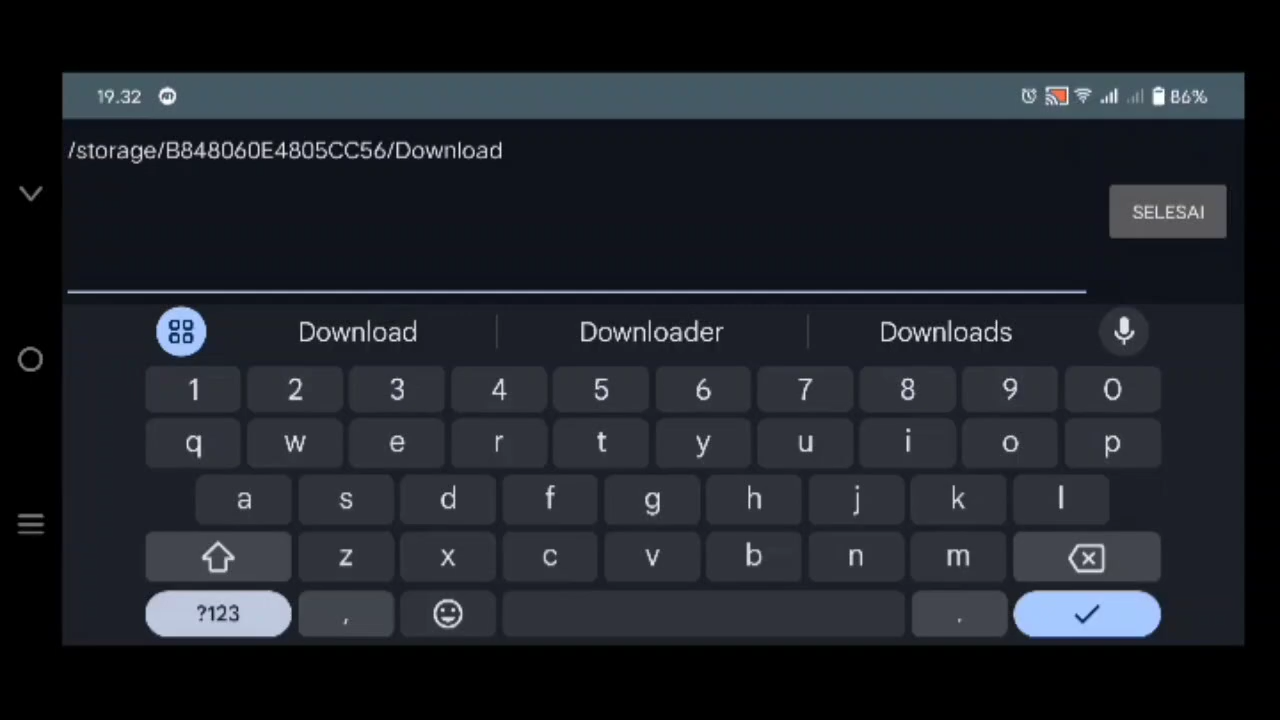 19.32
86%
/storage/B848060E4805CC56/Download
SELESAI
Download Downloader Downloads
1 2 3 4 5 6 7 8 9 0
q w e r t y u i o p
a s d f g h j k l
z x c v b n m
?123 , .